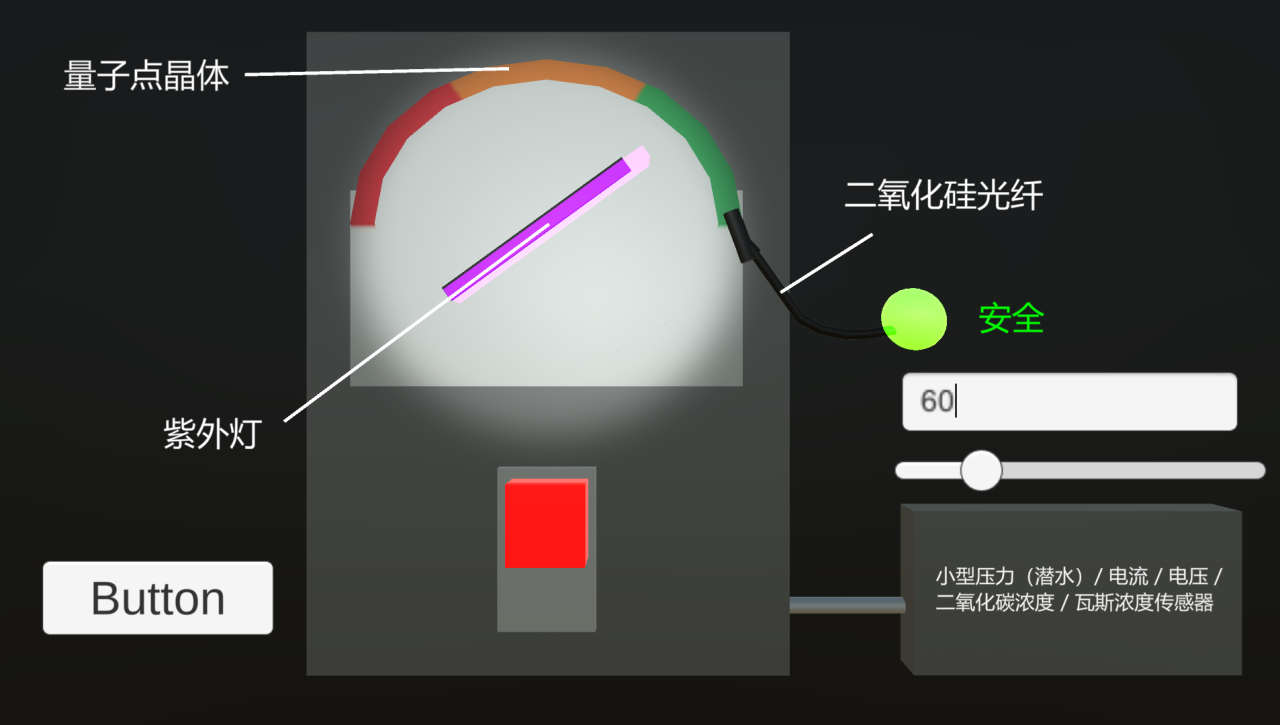 量子点晶体
二氧化硅光纤
安全
60
紫外灯
Button
小型压力（潜水）/ 电流 / 电压 /
二氧化碳浓度 / 瓦斯浓度传感器